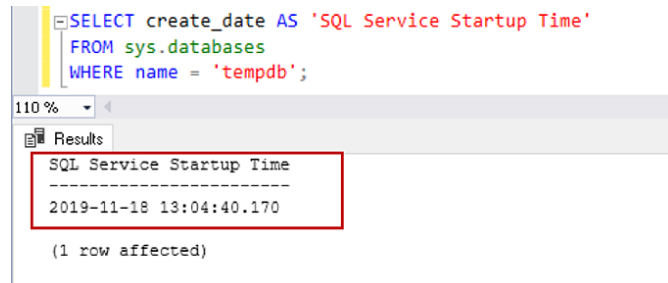 SELECT create_date AS 'SQL Service Startup Time'
FROM sys.databases
WHERE name = 'tempdb';
110 %
Results
SQL Service Startup Time
------------------------
2019-11-18 13:04:40.170
(1 row affected)